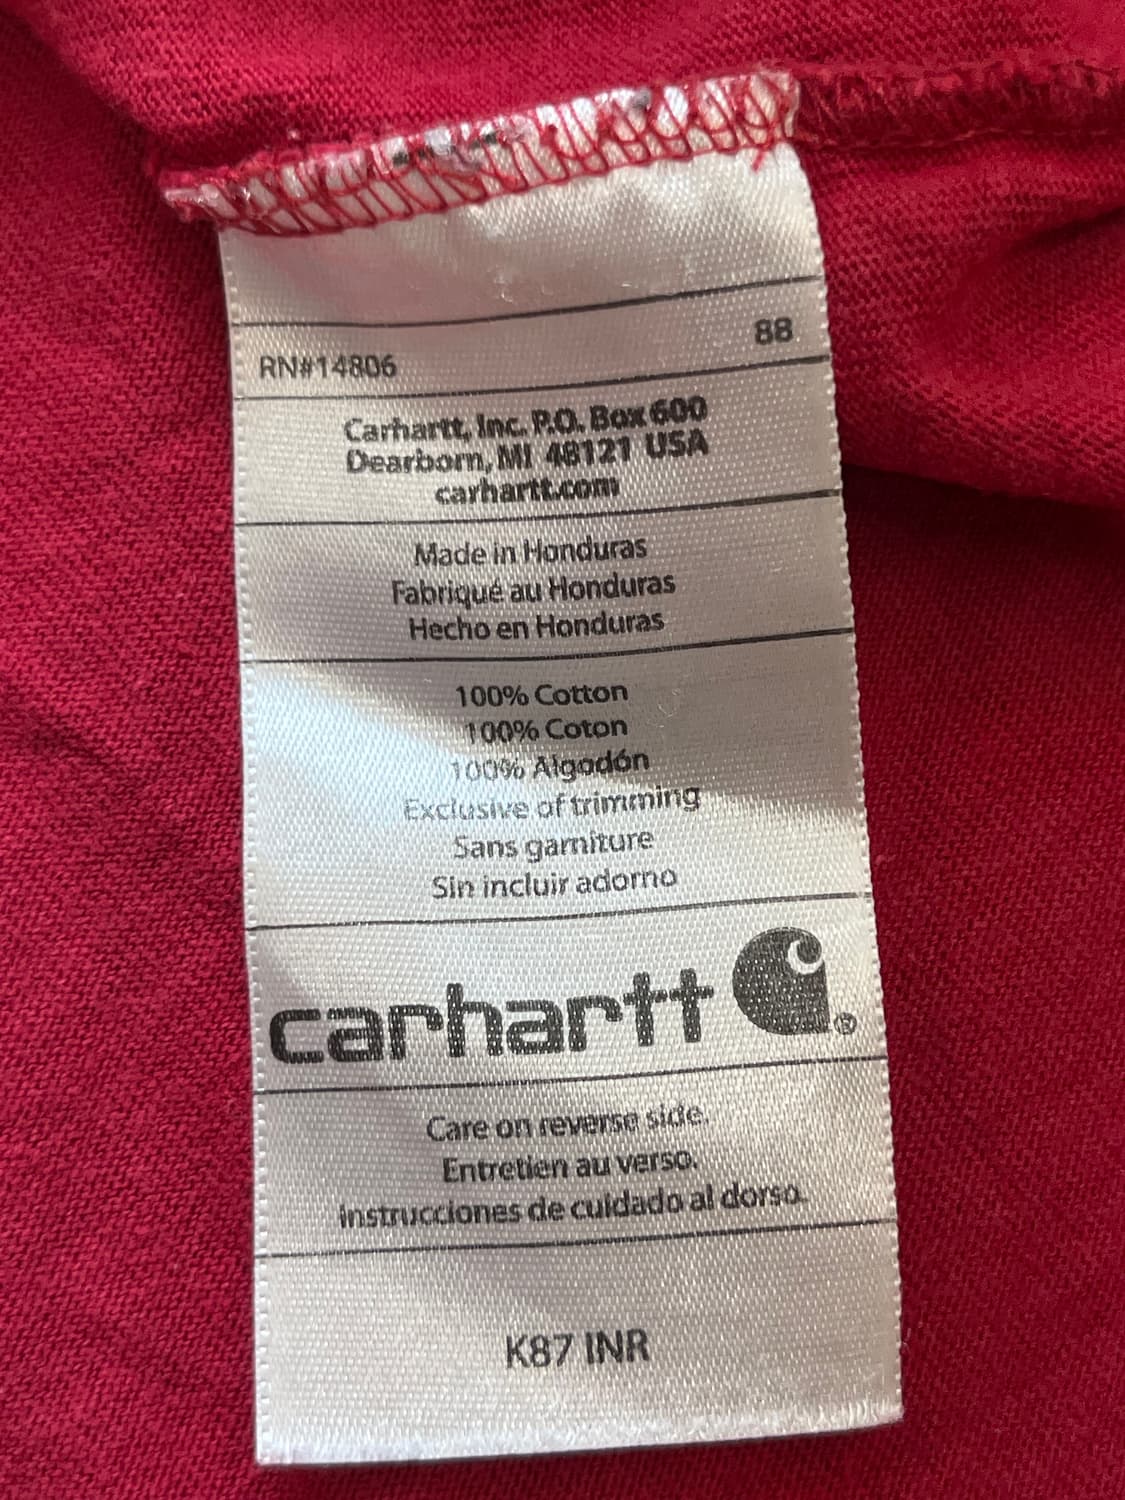 88
RN#14806
Carhartt, Inc. P.O. Box 600
Dearborn, MI 48121 USA
carhartt.com
Made in Honduras
Fabriqué au Honduras
Hecho en Honduras
100% Cotton
100% Coton
100% Algodón
Exclusive of trimming
Sans garniture
Sin incluir adorno
carhartt ®
Care on reverse side.
Entretien au verso.
instrucciones de cuidado al dorso.
K87 INR